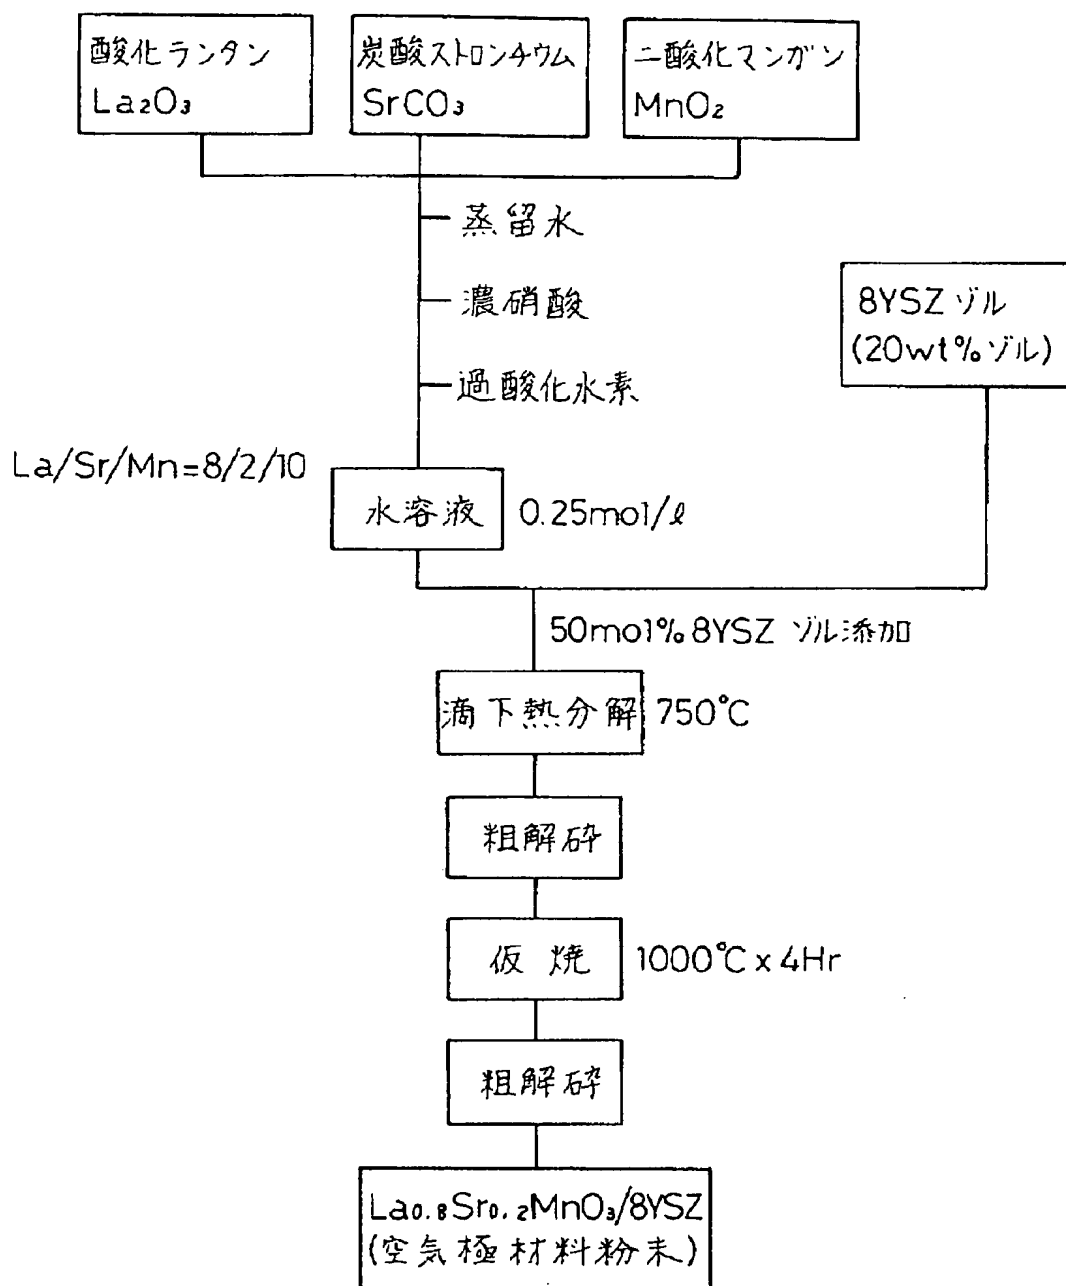 酸化ランタン
La₂O₃
炭酸ストロンチウム
SrCO₃
二酸化マンガン
MnO₂
蒸留水
濃硝酸
過酸化水素
8YSZ ゾル
(20wt%ゾル)
La/Sr/Mn=8/2/10
水溶液
0.25mol/ℓ
50mol%8YSZ ゾル添加
滴下熱分解
750℃
粗解砕
仮焼
1000℃x4Hr
粗解砕
La₀.₈Sr₀.₂MnO₃/8YSZ
(空気極材料粉末)